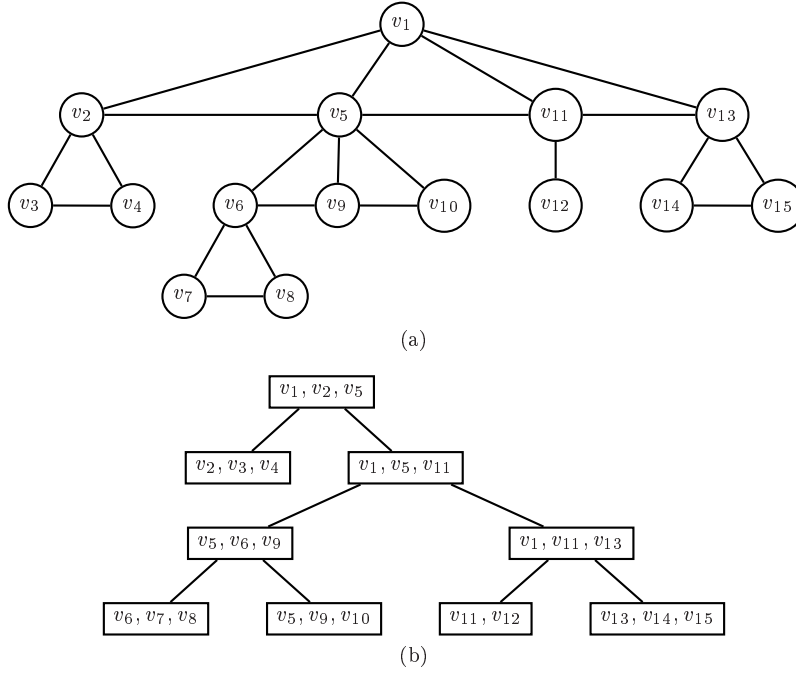 v₁
v₂ v₅ v₁₁ v₁₃
v₃ v₄ v₆ v₉ v₁₀ v₁₂ v₁₄ v₁₅
v₇ v₈
(a)
v₁, v₂, v₅
v₂, v₃, v₄ v₁, v₅, v₁₁
v₅, v₆, v₉ v₁, v₁₁, v₁₃
v₆, v₇, v₈ v₅, v₉, v₁₀ v₁₁, v₁₂ v₁₃, v₁₄, v₁₅
(b)